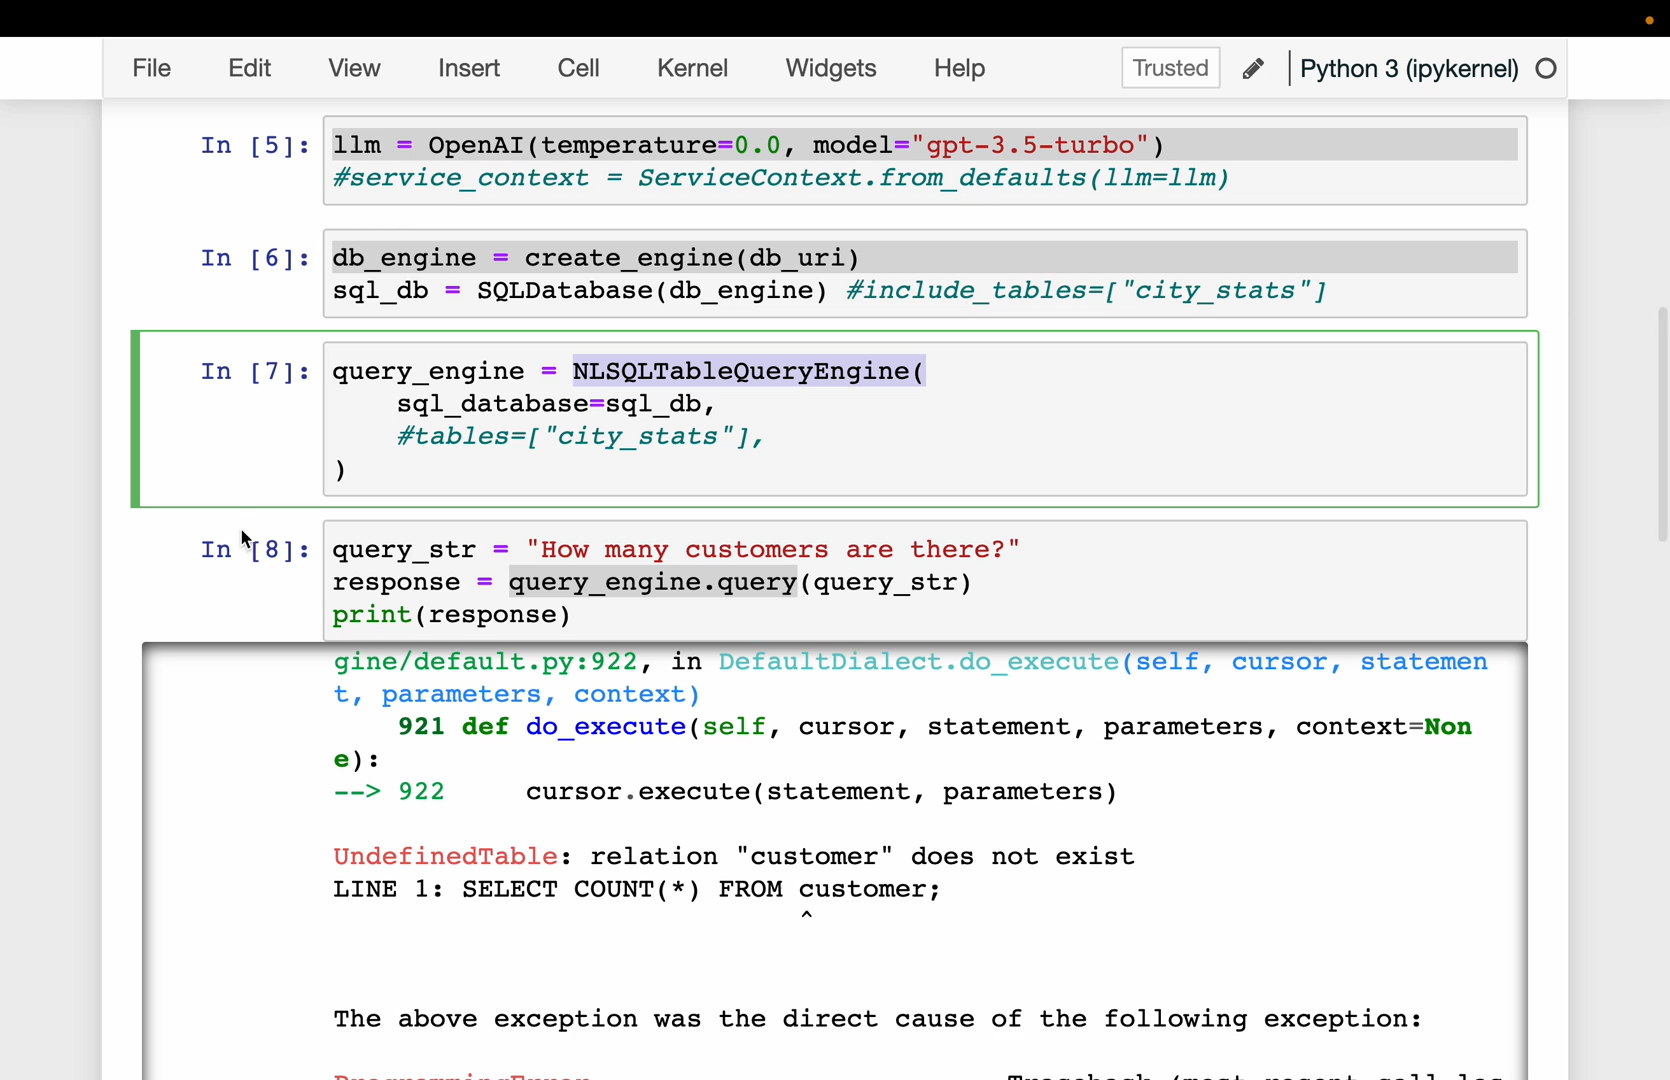 File Edit View Insert Cell Kernel Widgets Help Trusted Python 3 (ipykernel)
In [5]: llm = OpenAI(temperature=0.0, model="gpt-3.5-turbo")
#service_context = ServiceContext.from_defaults(llm=llm)
In [6]: db_engine = create_engine(db_uri)
sql_db = SQLDatabase(db_engine) #include_tables=["city_stats"]
In [7]: query_engine = NLSQLTableQueryEngine(
sql_database=sql_db,
#tables=["city_stats"],
)
In [8]: query_str = "How many customers are there?"
response = query_engine.query(query_str)
print(response)
gine/default.py:922, in DefaultDialect.do_execute(self, cursor, statemen
t, parameters, context)
921 def do_execute(self, cursor, statement, parameters, context=Non
e):
--> 922 cursor.execute(statement, parameters)
UndefinedTable: relation "customer" does not exist
LINE 1: SELECT COUNT(*) FROM customer;
^
The above exception was the direct cause of the following exception: